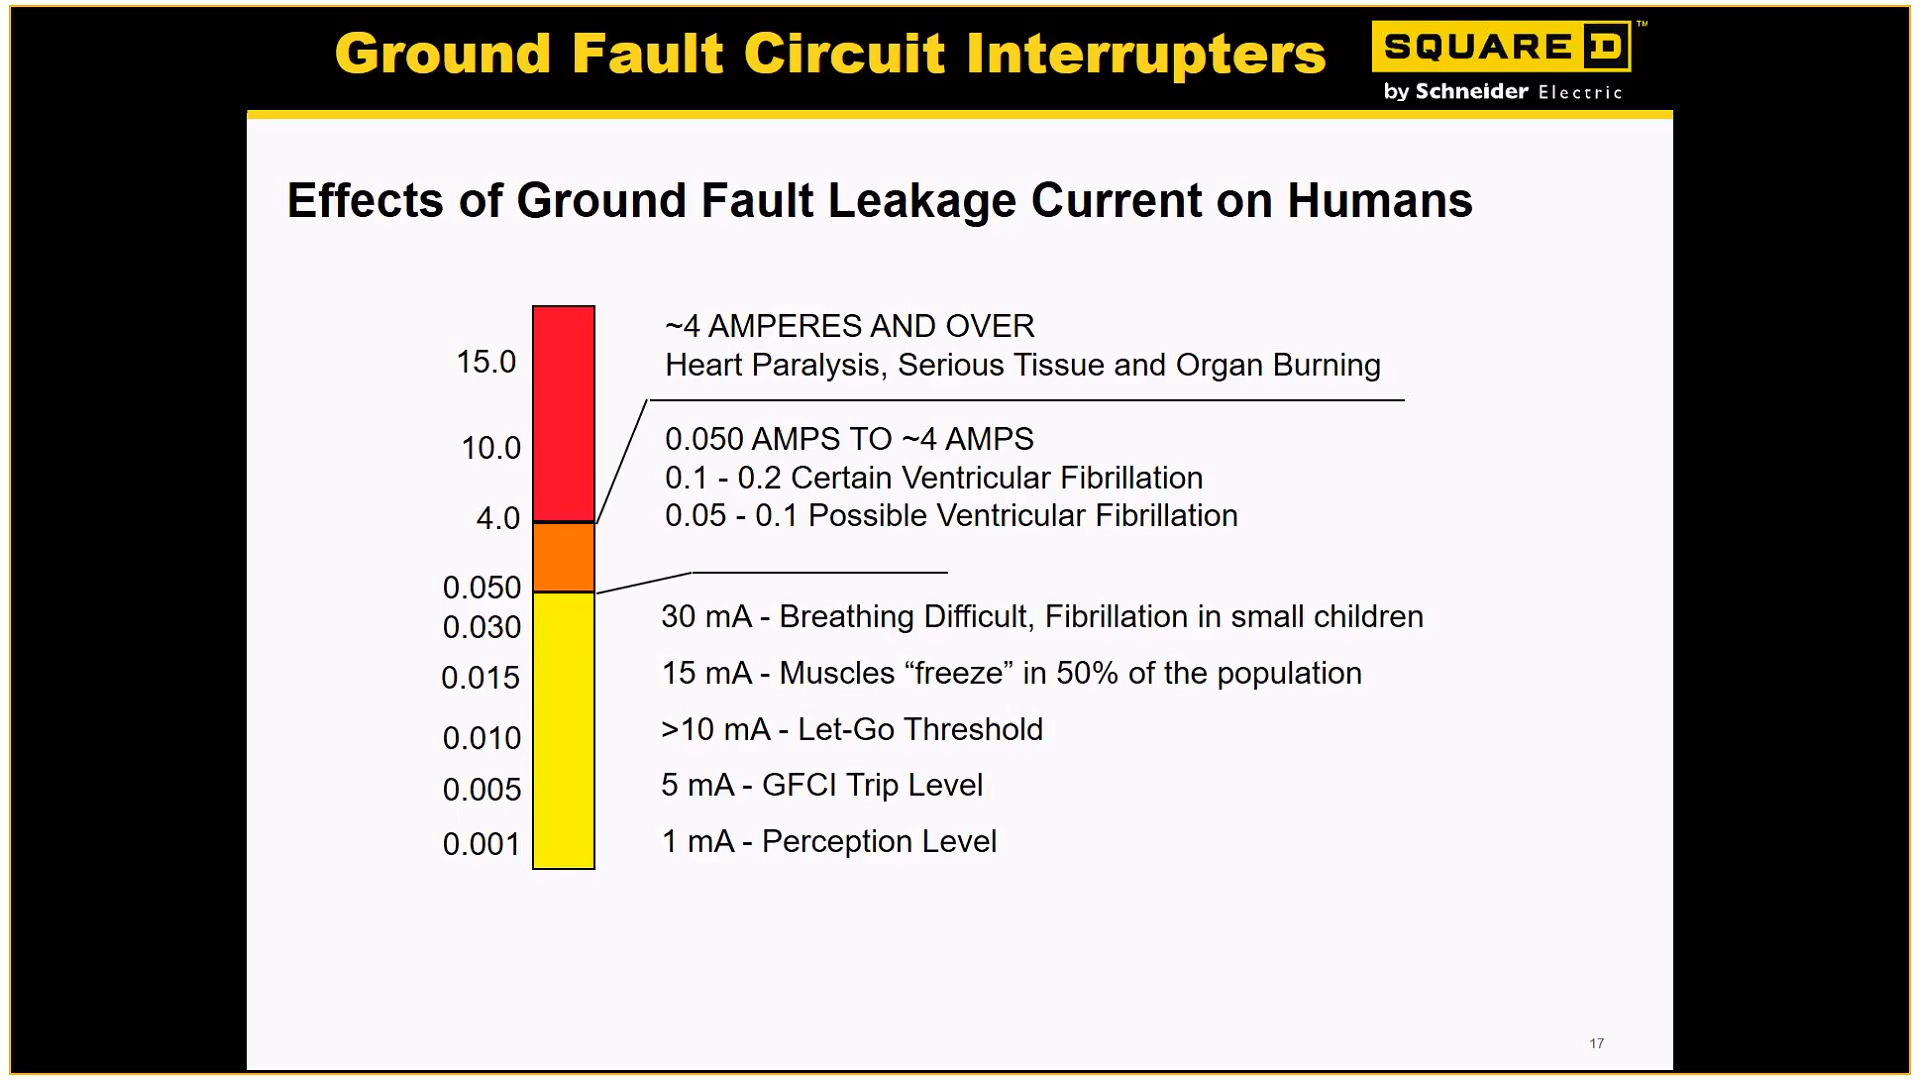 Ground Fault Circuit Interrupters
SQUARE D™
by Schneider Electric
Effects of Ground Fault Leakage Current on Humans
~4 AMPERES AND OVER
15.0
Heart Paralysis, Serious Tissue and Organ Burning
10.0
0.050 AMPS TO ~4 AMPS
0.1 - 0.2 Certain Ventricular Fibrillation
4.0
0.05 - 0.1 Possible Ventricular Fibrillation
0.050
0.030
30 mA - Breathing Difficult, Fibrillation in small children
0.015
15 mA - Muscles “freeze” in 50% of the population
0.010
>10 mA - Let-Go Threshold
0.005
5 mA - GFCI Trip Level
0.001
1 mA - Perception Level
17